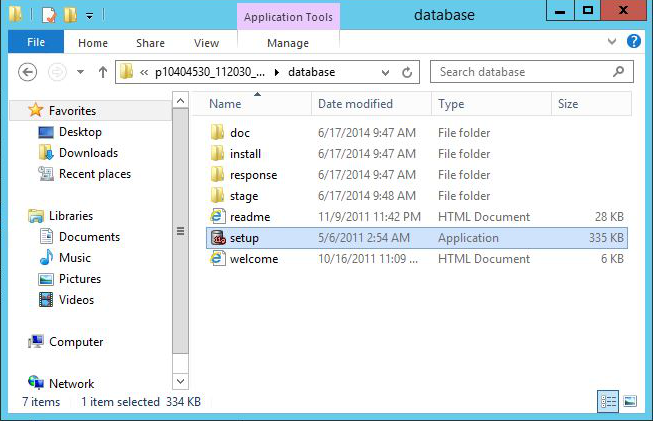 Application Tools
database
File
Home
Share
View
Manage
« p10404530_112030_... ▸ database
Search database
Favorites
Desktop
Downloads
Recent places
Libraries
Documents
Music
Pictures
Videos
Computer
Network
Name Date modified Type Size
doc 6/17/2014 9:47 AM File folder
install 6/17/2014 9:47 AM File folder
response 6/17/2014 9:47 AM File folder
stage 6/17/2014 9:48 AM File folder
readme 11/9/2011 11:42 PM HTML Document 28 KB
setup 5/6/2011 2:54 AM Application 335 KB
welcome 10/16/2011 11:09 ... HTML Document 6 KB
7 items 1 item selected 334 KB